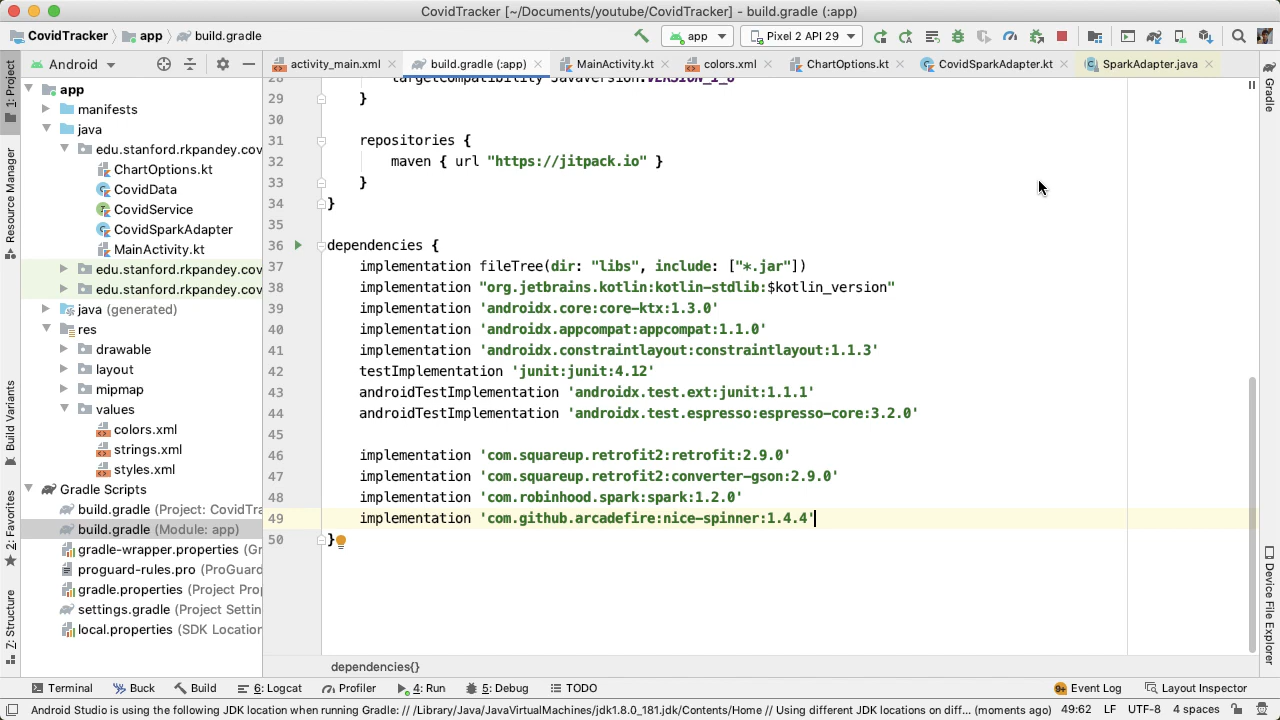 CovidTracker [~/Documents/youtube/CovidTracker] - build.gradle (:app)
CovidTracker app build.gradle
app Pixel 2 API 29
Android
activity_main.xml build.gradle (:app) MainActivity.kt colors.xml ChartOptions.kt CovidSparkAdapter.kt SparkAdapter.java
1: Project
Resource Manager
Build Variants
2: Favorites
Z: Structure
app
manifests
java
edu.stanford.rkpandey.cov
ChartOptions.kt
CovidData
CovidService
CovidSparkAdapter
MainActivity.kt
edu.stanford.rkpandey.cov
edu.stanford.rkpandey.cov
java (generated)
res
drawable
layout
mipmap
values
colors.xml
strings.xml
styles.xml
Gradle Scripts
build.gradle (Project: CovidTra
build.gradle (Module: app)
gradle-wrapper.properties (Gr
proguard-rules.pro (ProGuard
gradle.properties (Project Prop
settings.gradle (Project Settin
local.properties (SDK Location
28 targetCompatibility JavaVersion.VERSION_1_8
29 }
30
31 repositories {
32 maven { url "https://jitpack.io" }
33 }
34 }
35
36 dependencies {
37 implementation fileTree(dir: "libs", include: ["*.jar"])
38 implementation "org.jetbrains.kotlin:kotlin-stdlib:$kotlin_version"
39 implementation 'androidx.core:core-ktx:1.3.0'
40 implementation 'androidx.appcompat:appcompat:1.1.0'
41 implementation 'androidx.constraintlayout:constraintlayout:1.1.3'
42 testImplementation 'junit:junit:4.12'
43 androidTestImplementation 'androidx.test.ext:junit:1.1.1'
44 androidTestImplementation 'androidx.test.espresso:espresso-core:3.2.0'
45
46 implementation 'com.squareup.retrofit2:retrofit:2.9.0'
47 implementation 'com.squareup.retrofit2:converter-gson:2.9.0'
48 implementation 'com.robinhood.spark:spark:1.2.0'
49 implementation 'com.github.arcadefire:nice-spinner:1.4.4'
50 }
dependencies{}
Gradle
Device File Explorer
Terminal Buck Build 6: Logcat Profiler 4: Run 5: Debug TODO 9+ Event Log Layout Inspector
Android Studio is using the following JDK location when running Gradle: // /Library/Java/JavaVirtualMachines/jdk1.8.0_181.jdk/Contents/Home // Using different JDK locations on diff... (moments ago) 49:62 LF UTF-8 4 spaces